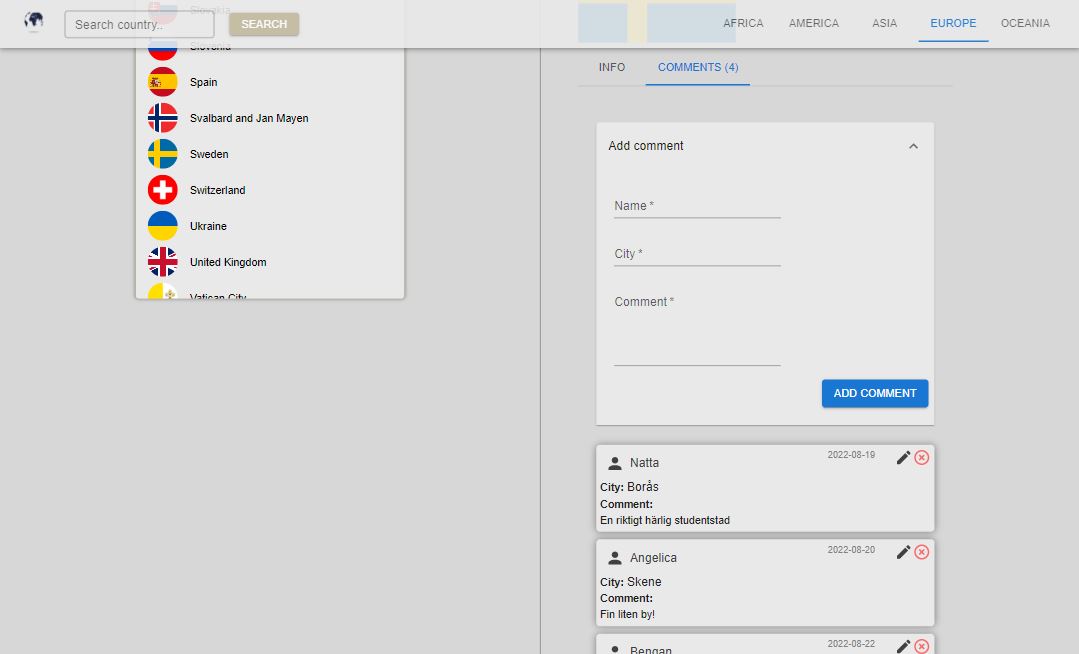 Search country..
SEARCH
AFRICA
AMERICA
ASIA
EUROPE
OCEANIA
Slovakia
Slovenia
Spain
Svalbard and Jan Mayen
Sweden
Switzerland
Ukraine
United Kingdom
Vatican City
INFO
COMMENTS (4)
Add comment
Name *
City *
Comment *
ADD COMMENT
Natta
2022-08-19
City: Borås
Comment:
En riktigt härlig studentstad
Angelica
2022-08-20
City: Skene
Comment:
Fin liten by!
Bengan
2022-08-22